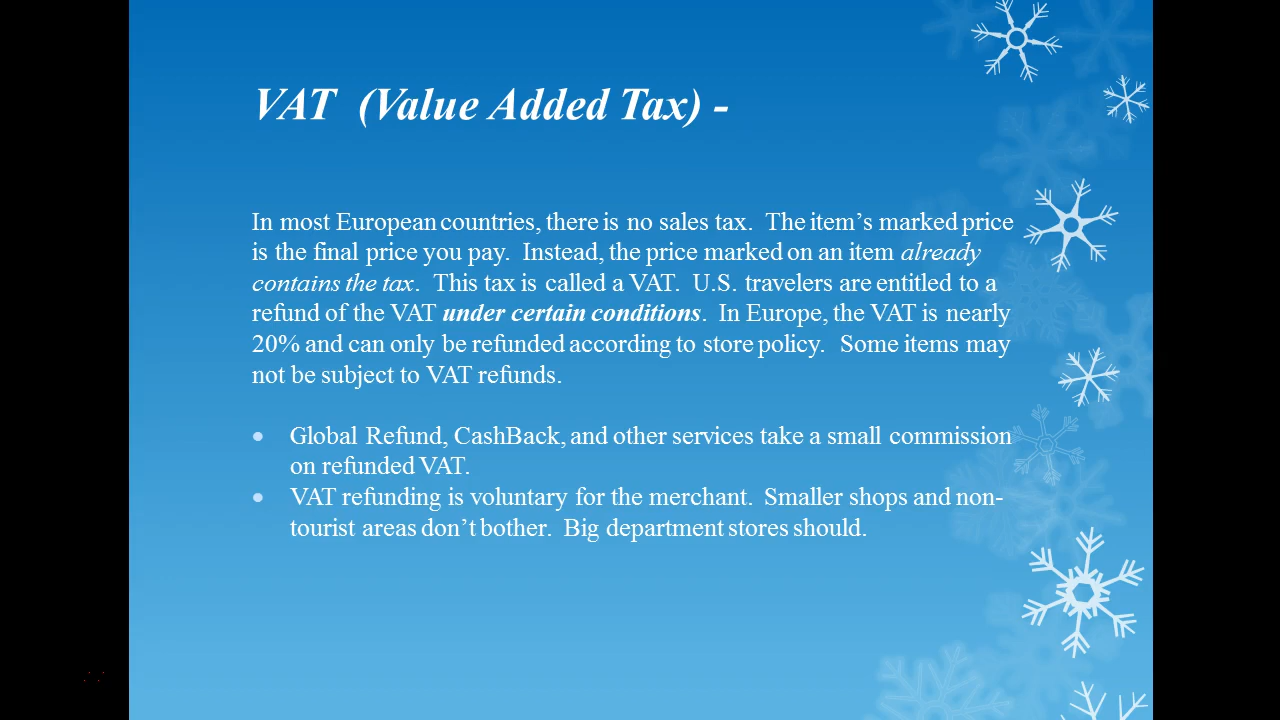 VAT  (Value Added Tax) -
In most European countries, there is no sales tax.  The item’s marked price
is the final price you pay.  Instead, the price marked on an item already
contains the tax.  This tax is called a VAT.  U.S. travelers are entitled to a
refund of the VAT under certain conditions.  In Europe, the VAT is nearly
20% and can only be refunded according to store policy.  Some items may
not be subject to VAT refunds.
• Global Refund, CashBack, and other services take a small commission
on refunded VAT.
• VAT refunding is voluntary for the merchant.  Smaller shops and non-
tourist areas don’t bother.  Big department stores should.